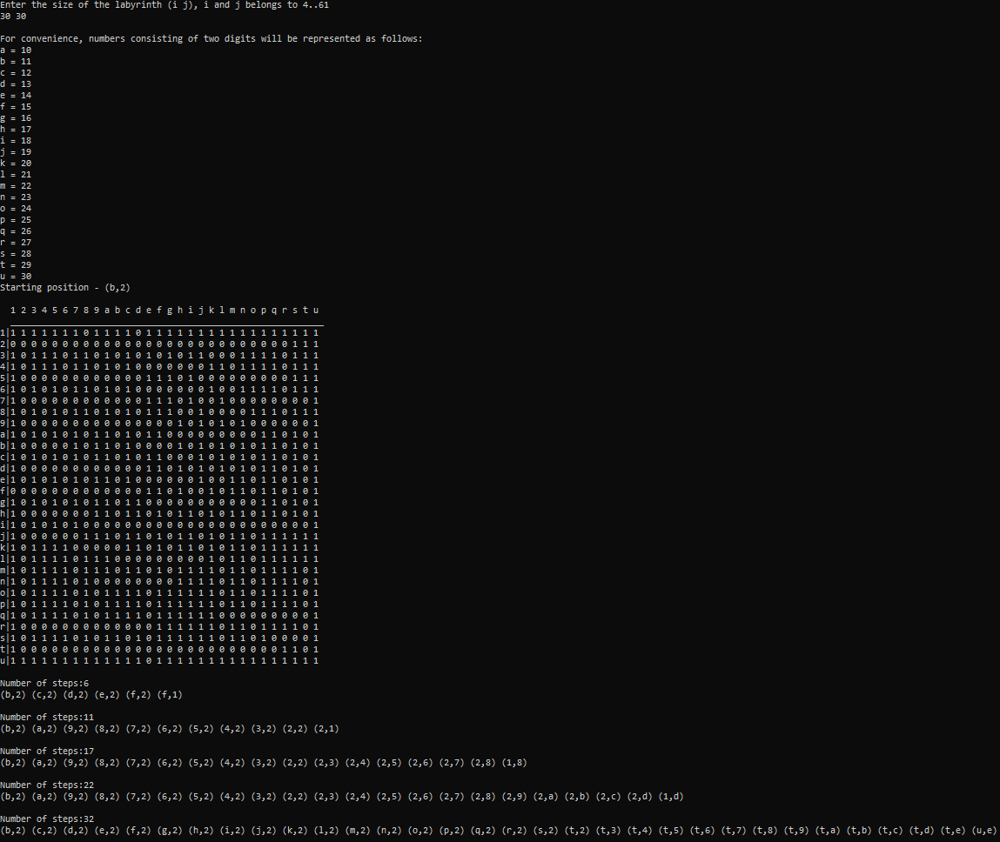 Enter the size of the labyrinth (i j), i and j belongs to 4..61
30 30
For convenience, numbers consisting of two digits will be represented as follows:
a = 10
b = 11
c = 12
d = 13
e = 14
f = 15
g = 16
h = 17
i = 18
j = 19
k = 20
l = 21
m = 22
n = 23
o = 24
p = 25
q = 26
r = 27
s = 28
t = 29
u = 30
Starting position - (b,2)
1 2 3 4 5 6 7 8 9 a b c d e f g h i j k l m n o p q r s t u
1|1 1 1 1 1 1 1 0 1 1 1 1 0 1 1 1 1 1 1 1 1 1 1 1 1 1 1 1 1 1
2|0 0 0 0 0 0 0 0 0 0 0 0 0 0 0 0 0 0 0 0 0 0 0 0 0 0 0 1 1 1
3|1 0 1 1 1 0 1 1 0 1 0 1 0 1 0 1 0 1 1 0 0 0 1 1 1 1 0 1 1 1
4|1 0 1 1 1 0 1 1 0 1 0 1 0 0 0 0 0 0 0 1 1 0 1 1 1 1 0 1 1 1
5|1 0 0 0 0 0 0 0 0 0 0 0 0 1 1 1 0 1 0 0 0 0 0 0 0 0 0 1 1 1
6|1 0 1 0 1 0 1 1 0 1 0 1 0 0 0 0 0 0 0 1 0 0 1 1 1 1 0 1 1 1
7|1 0 0 0 0 0 0 0 0 0 0 0 0 1 1 1 0 1 0 0 1 0 0 0 0 0 0 0 0 1
8|1 0 1 0 1 0 1 1 0 1 0 1 0 1 1 1 0 0 1 0 0 0 0 1 1 1 0 1 1 1
9|1 0 0 0 0 0 0 0 0 0 0 0 0 0 0 0 1 0 1 0 1 0 1 0 0 0 0 0 0 1
a|1 0 1 0 1 0 1 0 1 1 0 1 0 1 1 0 0 0 0 0 0 0 0 0 1 1 0 1 0 1
b|1 0 0 0 0 0 1 0 1 1 0 1 0 0 0 0 1 0 1 0 1 0 1 0 1 1 0 1 0 1
c|1 0 1 0 1 0 1 0 1 1 0 1 0 1 1 0 0 0 1 0 1 0 1 0 1 1 0 1 0 1
d|1 0 0 0 0 0 0 0 0 0 0 0 0 1 1 0 1 0 1 0 1 0 1 0 1 1 0 1 0 1
e|1 0 1 0 1 0 1 0 1 1 0 1 0 0 0 0 0 0 1 0 0 1 1 0 1 1 0 1 0 1
f|0 0 0 0 0 0 0 0 0 0 0 0 0 1 1 0 1 0 0 1 0 1 1 0 1 1 0 1 0 1
g|1 0 1 0 1 0 1 0 1 1 0 1 1 0 0 0 0 0 0 0 0 0 0 0 1 1 0 1 0 1
h|1 0 0 0 0 0 0 0 1 1 0 1 1 0 1 0 1 1 0 1 0 1 1 0 1 1 0 1 0 1
i|1 0 1 0 1 0 1 0 0 0 0 0 0 0 0 0 0 0 0 0 0 0 0 0 0 0 0 0 0 1
j|1 0 0 0 0 0 0 1 1 1 0 1 1 0 1 0 1 1 0 1 0 1 1 0 1 1 1 1 1 1
k|1 0 1 1 1 1 0 0 0 0 0 1 1 0 1 0 1 1 0 1 0 1 1 0 1 1 1 1 1 1
l|1 0 1 1 1 1 0 1 1 1 0 0 0 0 0 0 0 0 0 1 0 1 1 0 1 1 1 1 1 1
m|1 0 1 1 1 1 0 1 1 1 0 1 1 0 1 0 1 1 1 1 0 1 1 0 1 1 1 1 0 1
n|1 0 1 1 1 1 0 1 0 0 0 0 0 0 0 0 1 1 1 1 0 1 1 0 1 1 1 1 0 1
o|1 0 1 1 1 1 0 1 0 1 1 1 1 0 1 1 1 1 1 1 0 1 1 0 1 1 1 1 0 1
p|1 0 1 1 1 1 0 1 0 1 1 1 1 0 1 1 1 1 1 1 0 1 1 0 1 1 1 1 0 1
q|1 0 1 1 1 1 0 1 0 1 1 1 1 0 1 1 1 1 1 1 0 0 0 0 0 0 0 0 0 1
r|1 0 0 0 0 0 0 0 0 0 0 0 0 0 1 1 1 1 1 1 0 1 1 0 1 1 1 1 0 1
s|1 0 1 1 1 1 0 1 0 1 1 0 1 0 1 1 1 1 1 1 0 1 1 0 1 0 0 0 0 1
t|1 0 0 0 0 0 0 0 0 0 0 0 0 0 0 0 0 0 0 0 0 0 0 0 0 0 1 1 0 1
u|1 1 1 1 1 1 1 1 1 1 1 1 1 0 1 1 1 1 1 1 1 1 1 1 1 1 1 1 1 1
Number of steps:6
(b,2) (c,2) (d,2) (e,2) (f,2) (f,1)
Number of steps:11
(b,2) (a,2) (9,2) (8,2) (7,2) (6,2) (5,2) (4,2) (3,2) (2,2) (2,1)
Number of steps:17
(b,2) (a,2) (9,2) (8,2) (7,2) (6,2) (5,2) (4,2) (3,2) (2,2) (2,3) (2,4) (2,5) (2,6) (2,7) (2,8) (1,8)
Number of steps:22
(b,2) (a,2) (9,2) (8,2) (7,2) (6,2) (5,2) (4,2) (3,2) (2,2) (2,3) (2,4) (2,5) (2,6) (2,7) (2,8) (2,9) (2,a) (2,b) (2,c) (2,d) (1,d)
Number of steps:32
(b,2) (c,2) (d,2) (e,2) (f,2) (g,2) (h,2) (i,2) (j,2) (k,2) (l,2) (m,2) (n,2) (o,2) (p,2) (q,2) (r,2) (s,2) (t,2) (t,3) (t,4) (t,5) (t,6) (t,7) (t,8) (t,9) (t,a) (t,b) (t,c) (t,d) (t,e) (u,e)